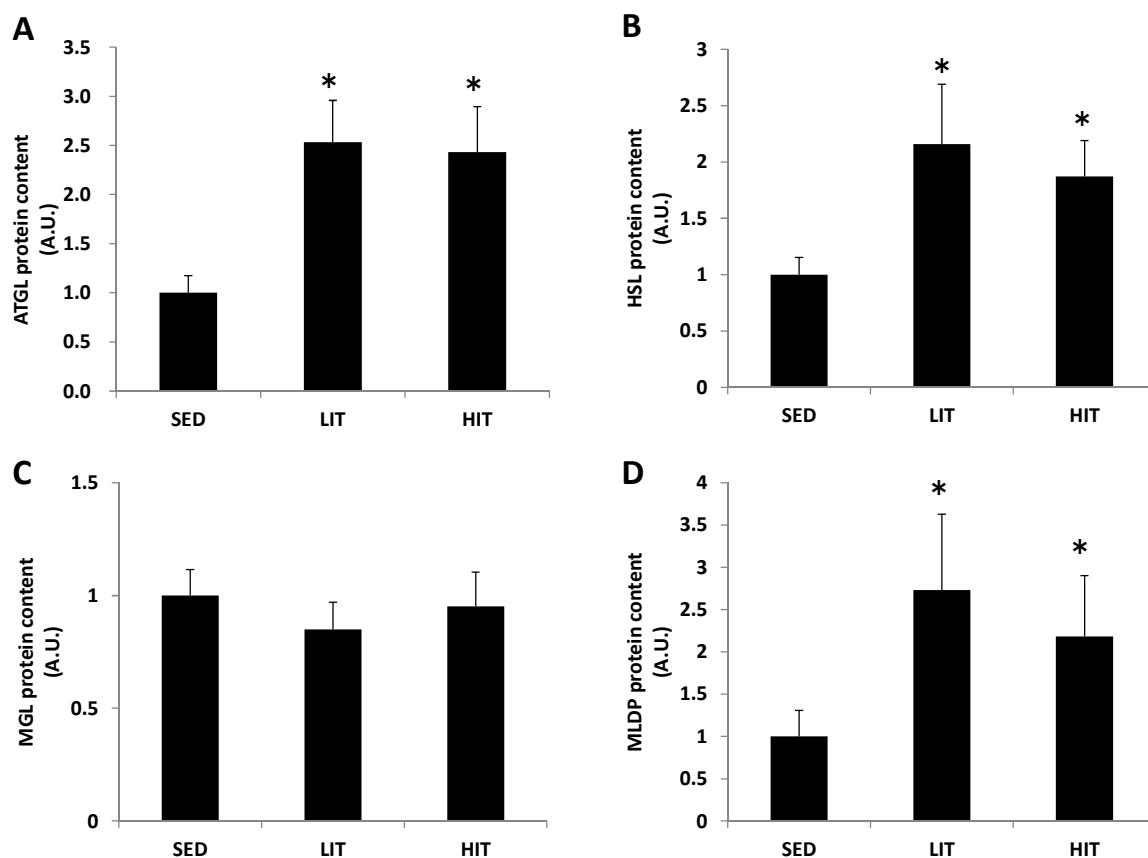 A
ATGL protein content
(A.U.)
3.5
3.0
2.5
2.0
1.5
1.0
0.5
0.0
*
*
SED
LIT
HIT
B
HSL protein content
(A.U.)
3
2.5
2
1.5
1
0.5
0
*
*
SED
LIT
HIT
C
MGL protein content
(A.U.)
1.5
1
0.5
0
SED
LIT
HIT
D
MLDP protein content
(A.U.)
4
3.5
3
2.5
2
1.5
1
0.5
0
*
*
SED
LIT
HIT